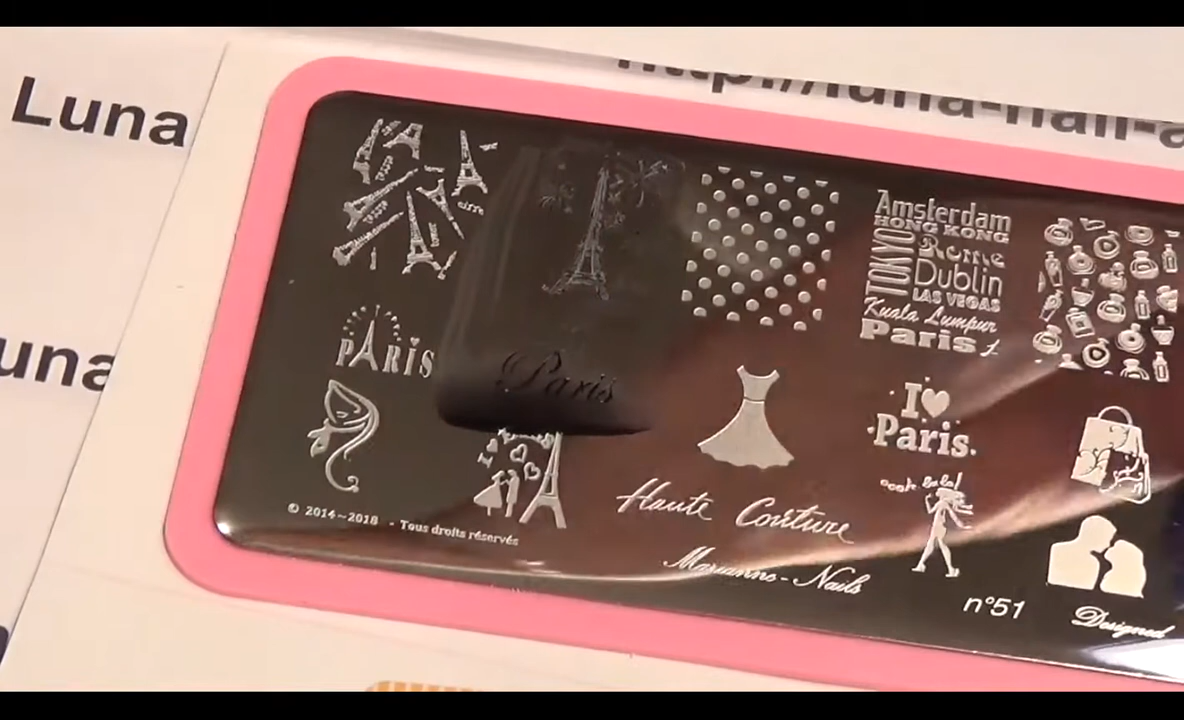 Luna
http://luna-nail-a
una
Amsterdam
HONG KONG
TOKYO
Rome
Dublin
LAS VEGAS
Kuala Lumpur
Paris
PARIS
Paris
I
Paris.
I
Haute Couture
© 2014-2018 - Tous droits réservés
Marianne-Nails
n°51
Designed